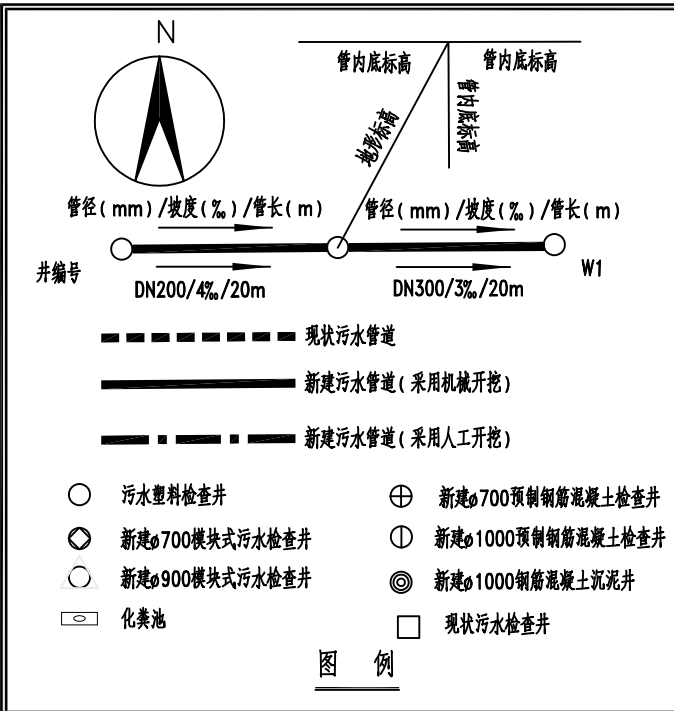 N
管内底标高 管内底标高
管内底标高
地形标高
管径(mm)/坡度(‰)/管长(m) 管径(mm)/坡度(‰)/管长(m)
井编号 W1
DN200/4‰/20m DN300/3‰/20m
现状污水管道
新建污水管道(采用机械开挖)
新建污水管道(采用人工开挖)
污水塑料检查井 新建ø700预制钢筋混凝土检查井
新建ø700模块式污水检查井 新建ø1000预制钢筋混凝土检查井
新建ø900模块式污水检查井 新建ø1000钢筋混凝土沉泥井
化粪池 现状污水检查井
图 例